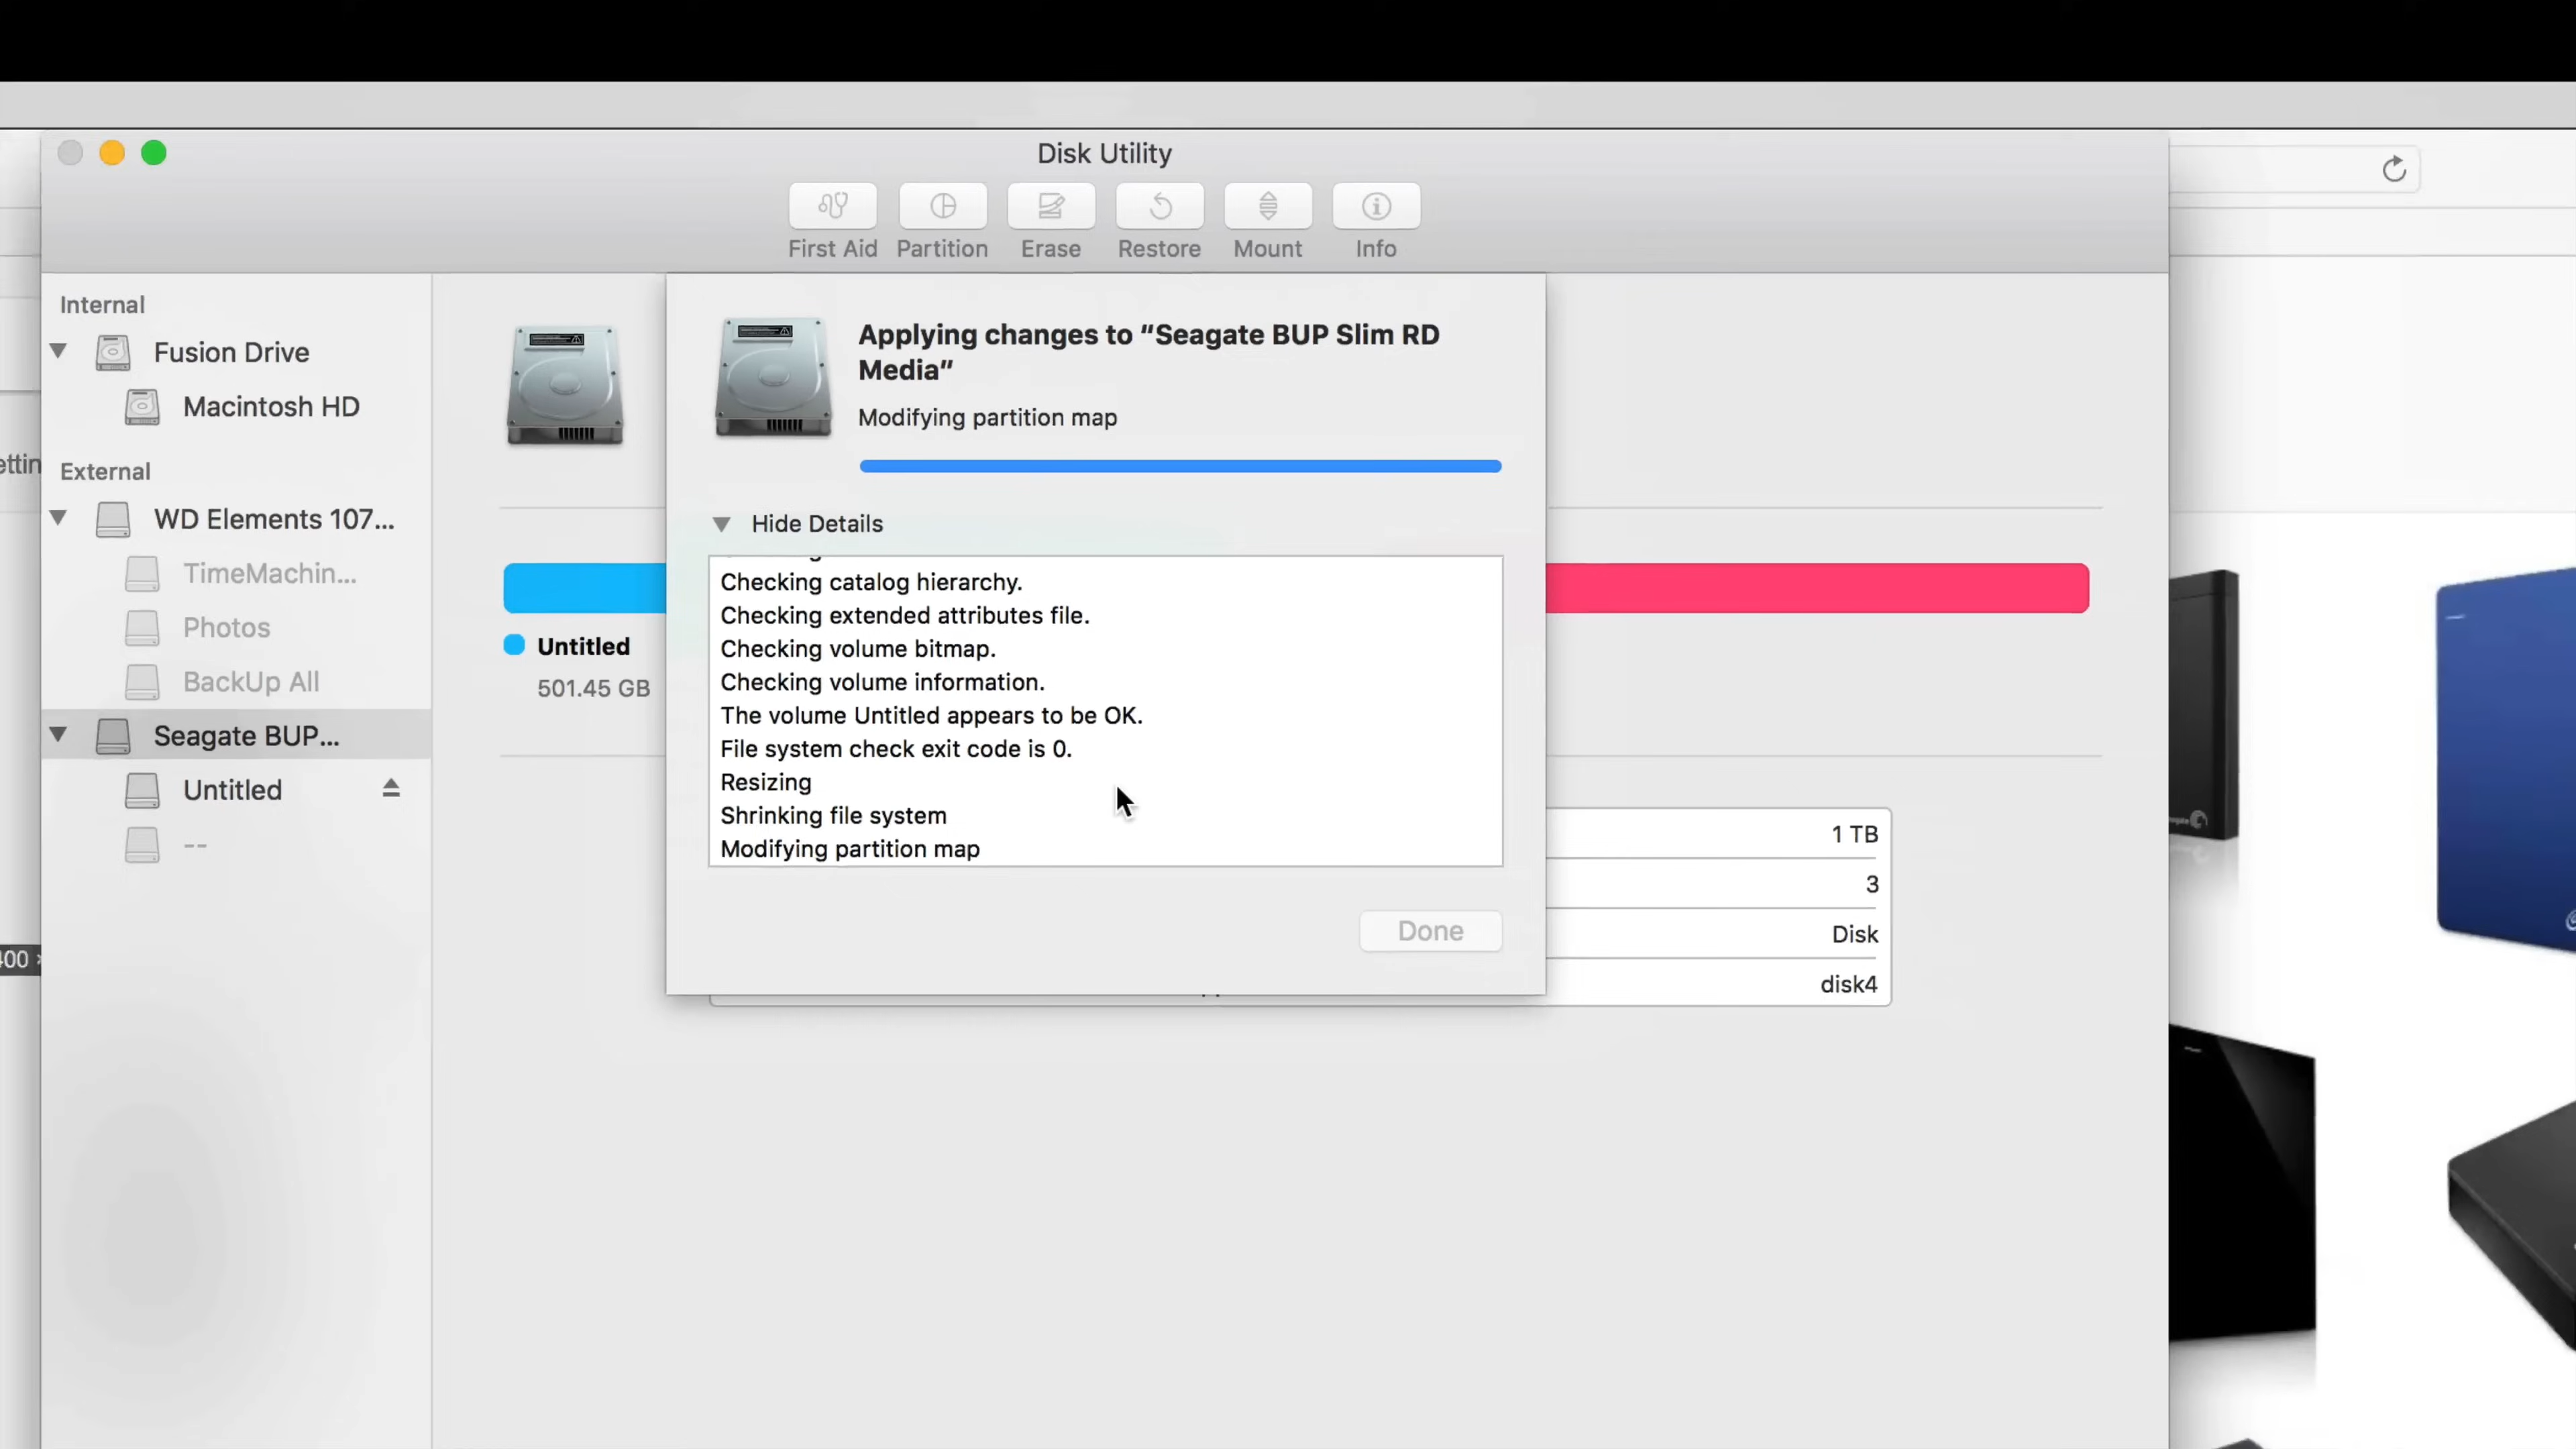 Disk Utility
First Aid
Partition
Erase
Restore
Mount
Info
Internal
Fusion Drive
Macintosh HD
External
WD Elements 107...
TimeMachin...
Photos
BackUp All
Seagate BUP...
Untitled
--
Applying changes to “Seagate BUP Slim RD
Media”
Modifying partition map
Hide Details
Checking catalog hierarchy.
Checking extended attributes file.
Checking volume bitmap.
Checking volume information.
The volume Untitled appears to be OK.
File system check exit code is 0.
Resizing
Shrinking file system
Modifying partition map
Done
Untitled
501.45 GB
1 TB
3
Disk
disk4